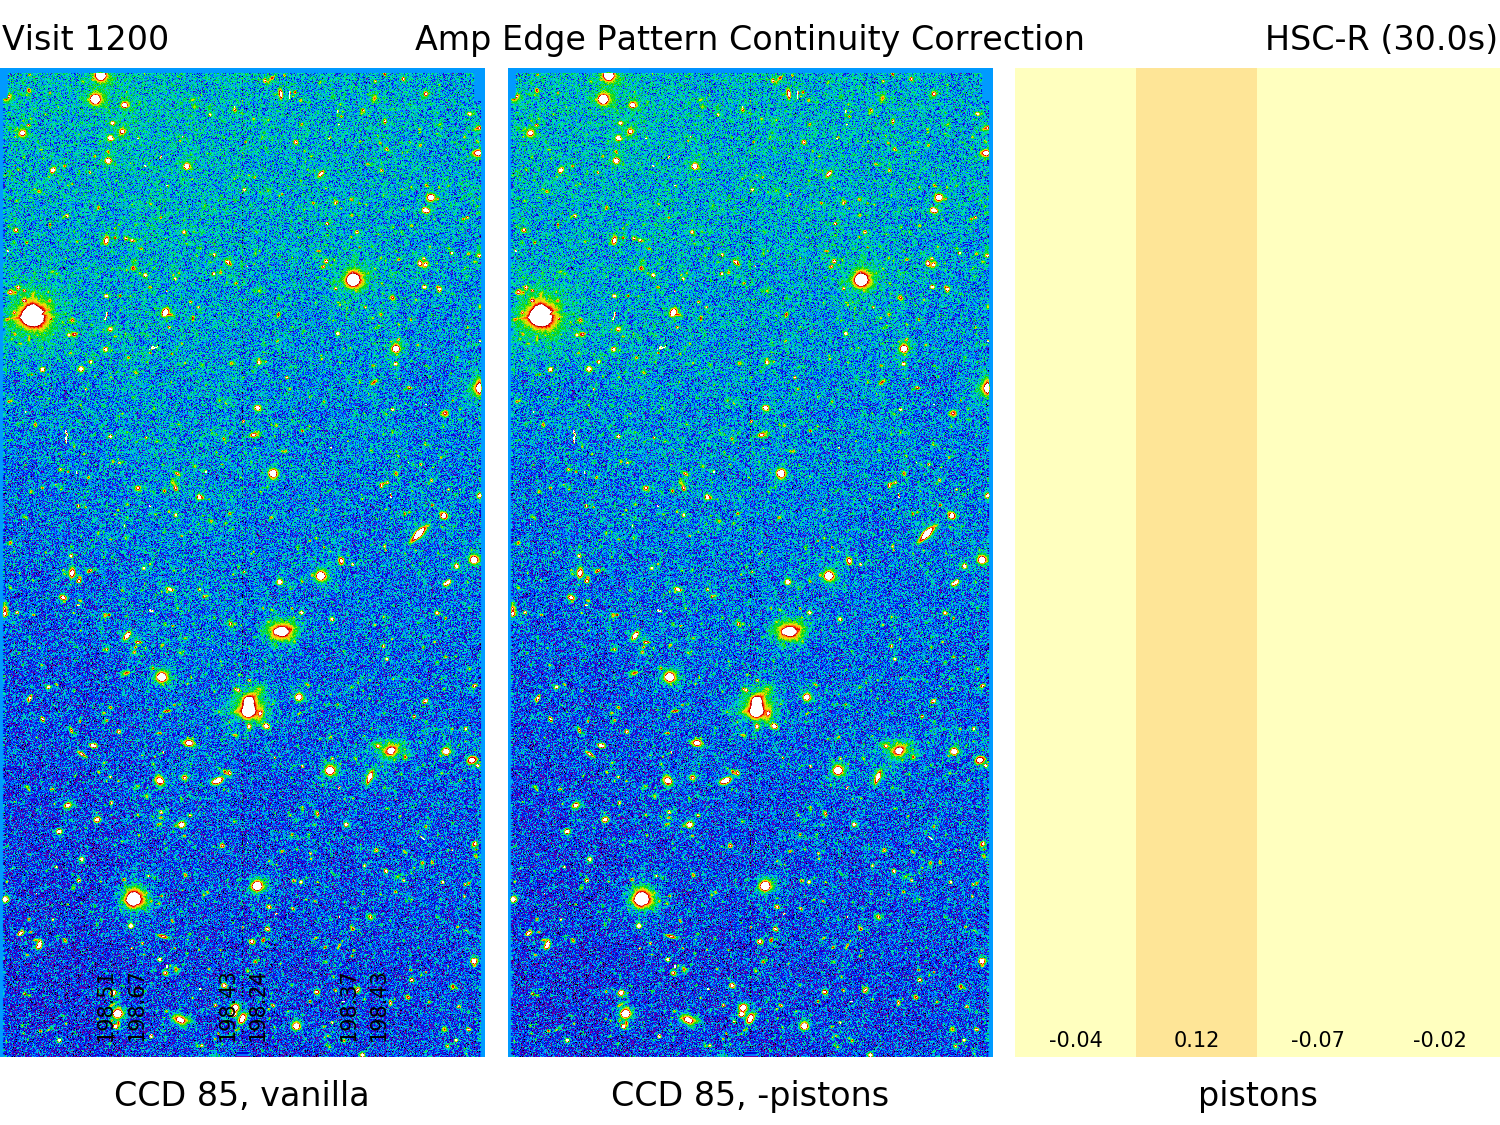 Visit 1200 Amp Edge Pattern Continuity Correction HSC-R (30.0s)
198.51
198.67
198.43
198.24
198.37
198.43
-0.04 0.12 -0.07 -0.02
CCD 85, vanilla CCD 85, -pistons pistons